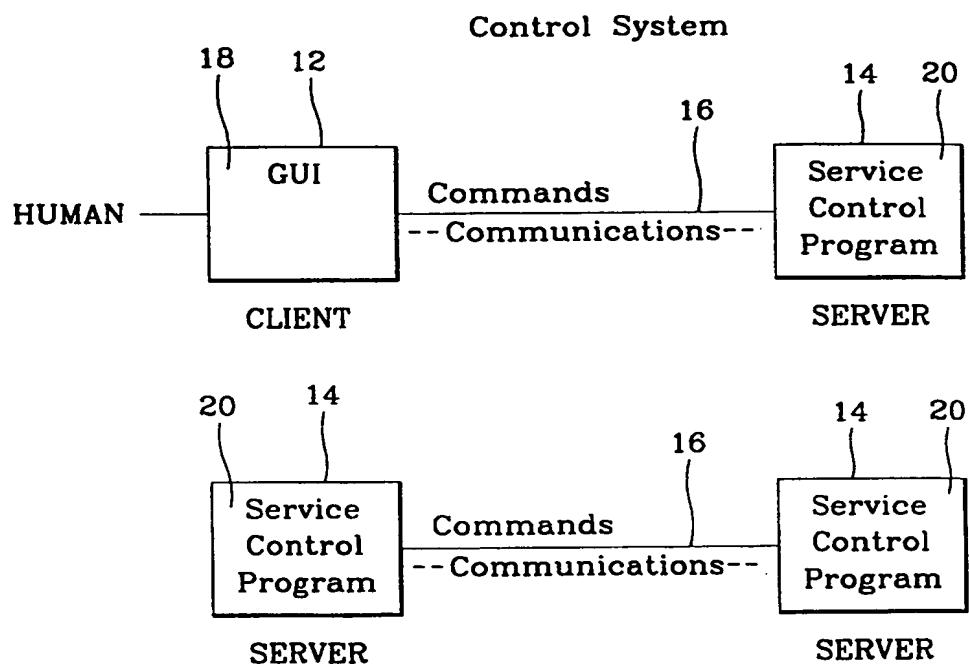 Control System
18 12 16 14 20
GUI
HUMAN
Commands
--Communications--
Service
Control
Program
CLIENT
SERVER
20 14 16 14 20
Service
Control
Program
Commands
--Communications--
Service
Control
Program
SERVER
SERVER